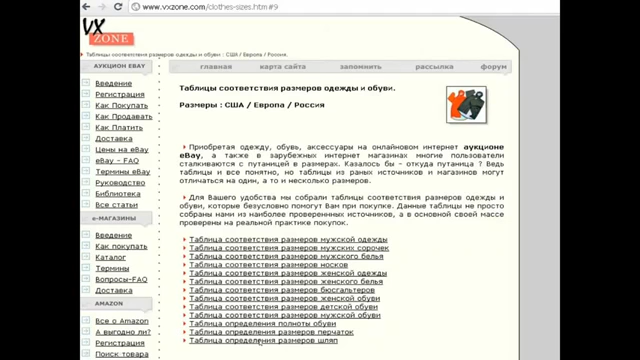 www.vxzone.com/clothes-sizes.htm#9
VX
ZONE
Таблицы соответствия размеров одежды и обуви : США / Европа / Россия.
АУКЦИОН EBAY
главная карта сайта запомнить рассылка форум
Введение
Регистрация
Как Покупать
Как Продавать
Как Платить
Доставка
Цены на eBay
eBay - FAQ
Термины eBay
Руководство
Библиотека
Все статьи
е-МАГАЗИНЫ
Введение
Как покупать
Каталог
Термины
Вопросы-FAQ
Доставка
AMAZON
Все о Amazon
А выгодно ли?
Регистрация
Поиск товара
Таблицы соответствия размеров одежды и обуви.
Размеры : США / Европа / Россия
Приобретая одежду, обувь, аксессуары на онлайновом интернет аукционе
eBay, а также в зарубежных интернет магазинах многие пользователи
сталкиваются с путаницей в размерах. Казалось бы - откуда путаница ? Ведь
таблицы и все понятно, но таблицы из раных источников и магазинов могут
отличаться на один, а то и несколько размеров.
Для Вашего удобства мы собрали таблицы соответствия размеров одежды и
обуви, которые безусловно помогут Вам при покупке. Данные таблицы не просто
собраны нами из наиболее провереннных источников, а в основной своей массе
проверены на реальной практике покупок.
Таблица соответствия размеров мужской одежды
Таблица соответствия размеров мужских сорочек
Таблица соответствия размеров мужского белья
Таблица соответствия размеров носков
Таблица соответствия размеров женской одежды
Таблица соответствия размеров женского белья
Таблица соответствия размеров бюсгальтеров
Таблица соответствия размеров женской обуви
Таблица соответствия размеров детской обуви
Таблица соответствия размеров мужской обуви
Таблица определения полноты обуви
Таблица определения размеров перчаток
Таблица определения размеров шляп